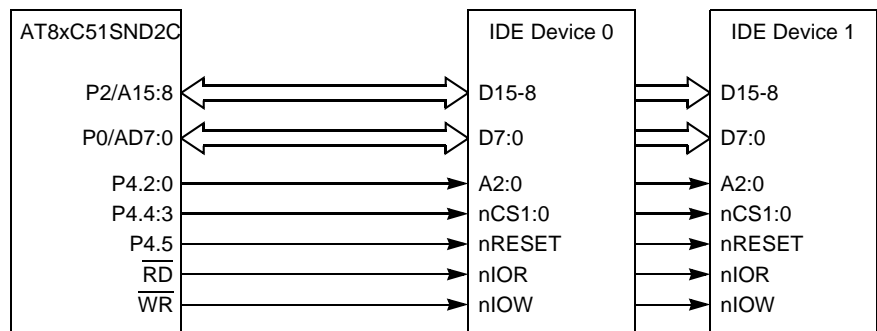 AT8xC51SND2C IDE Device 0 IDE Device 1
P2/A15:8 D15-8 D15-8
P0/AD7:0 D7:0 D7:0
P4.2:0 A2:0 A2:0
P4.4:3 nCS1:0 nCS1:0
P4.5 nRESET nRESET
RD nIOR nIOR
WR nIOW nIOW